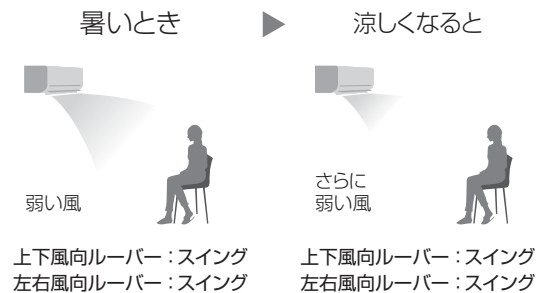 暑いとき
涼しくなると
弱い風
さらに
弱い風
上下風向ルーバー：スイング
左右風向ルーバー：スイング
上下風向ルーバー：スイング
左右風向ルーバー：スイング